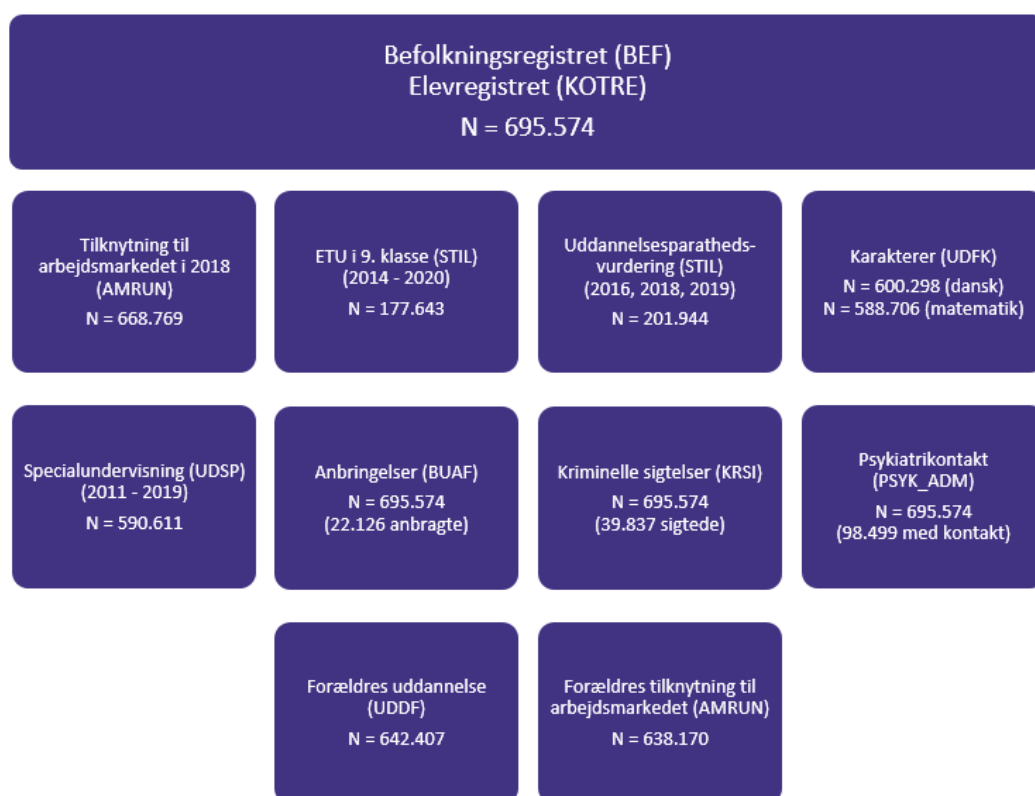 Befolkningsregistret (BEF)
Elevregistret (KOTRE)
N = 695.574
Tilknytning til
arbejdsmarkedet i 2018
(AMRUN)
N = 668.769
ETU i 9. klasse (STIL)
(2014 - 2020)
N = 177.643
Uddannelsesparatheds-
vurdering (STIL)
(2016, 2018, 2019)
N = 201.944
Karakterer (UDFK)
N = 600.298 (dansk)
N = 588.706 (matematik)
Specialundervisning (UDSP)
(2011 - 2019)
N = 590.611
Anbringelser (BUAF)
N = 695.574
(22.126 anbragte)
Kriminelle sigtelser (KRSI)
N = 695.574
(39.837 sigtede)
Psykiatrikontakt
(PSYK_ADM)
N = 695.574
(98.499 med kontakt)
Forældres uddannelse
(UDDF)
N = 642.407
Forældres tilknytning til
arbejdsmarkedet (AMRUN)
N = 638.170